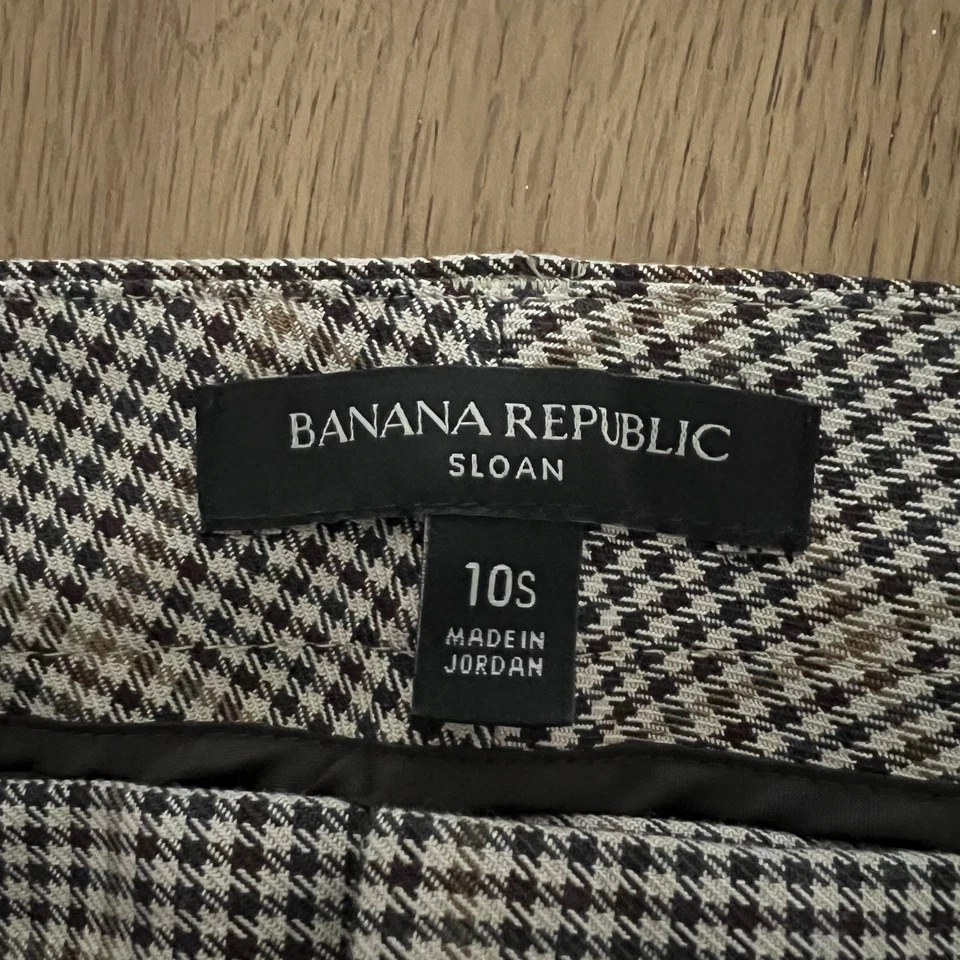 BANANA REPUBLIC
SLOAN
10S
MADE IN
JORDAN